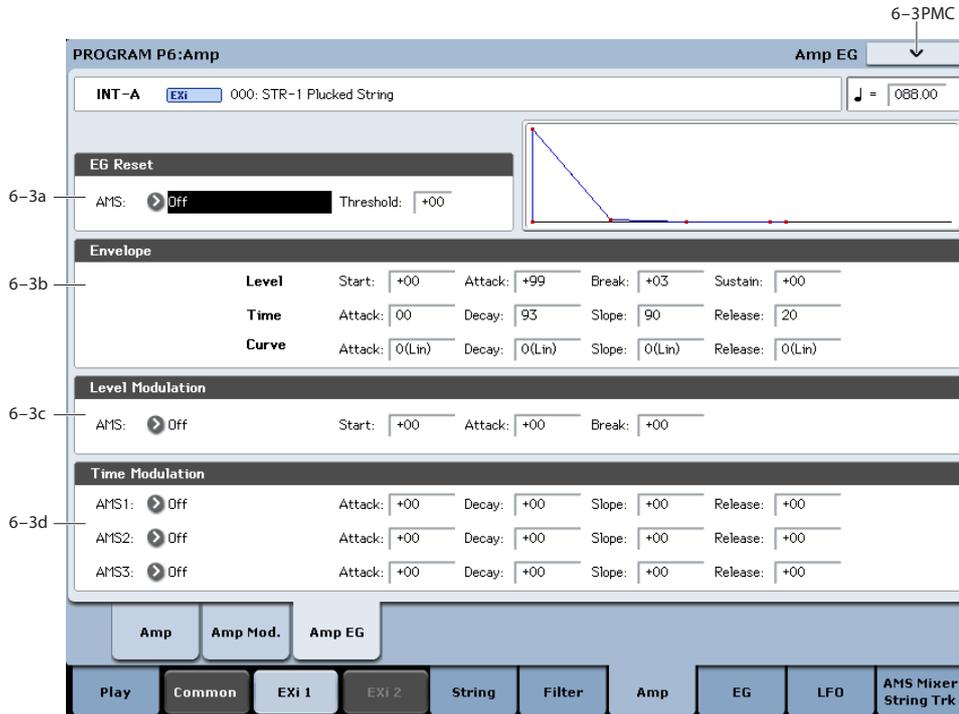 6–3PMC
PROGRAM P6:Amp Amp EG
INT-A EXi 000: STR-1 Plucked String ♩ = 088.00
EG Reset
6–3a AMS: Off Threshold: +00
Envelope
6–3b Level Start: +00 Attack: +99 Break: +03 Sustain: +00
Time Attack: 00 Decay: 93 Slope: 90 Release: 20
Curve Attack: 0(Lin) Decay: 0(Lin) Slope: 0(Lin) Release: 0(Lin)
Level Modulation
6–3c AMS: Off Start: +00 Attack: +00 Break: +00
Time Modulation
AMS1: Off Attack: +00 Decay: +00 Slope: +00 Release: +00
6–3d AMS2: Off Attack: +00 Decay: +00 Slope: +00 Release: +00
AMS3: Off Attack: +00 Decay: +00 Slope: +00 Release: +00
Amp Amp Mod. Amp EG
Play Common EXi 1 EXi 2 String Filter Amp EG LFO AMS Mixer
String Trk